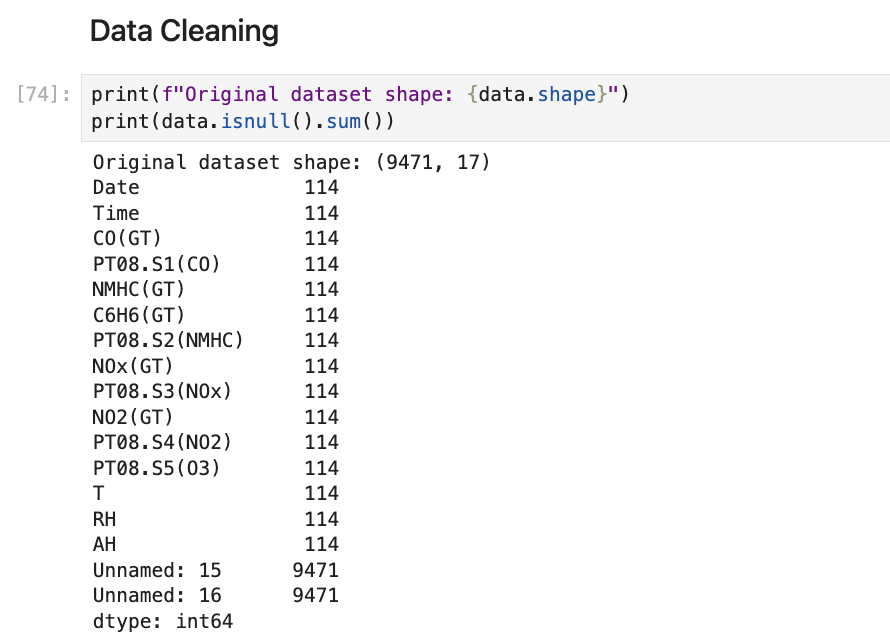 Data Cleaning
[74]: print(f"Original dataset shape: {data.shape}")
print(data.isnull().sum())
Original dataset shape: (9471, 17)
Date 114
Time 114
CO(GT) 114
PT08.S1(CO) 114
NMHC(GT) 114
C6H6(GT) 114
PT08.S2(NMHC) 114
NOx(GT) 114
PT08.S3(NOx) 114
NO2(GT) 114
PT08.S4(NO2) 114
PT08.S5(O3) 114
T 114
RH 114
AH 114
Unnamed: 15 9471
Unnamed: 16 9471
dtype: int64